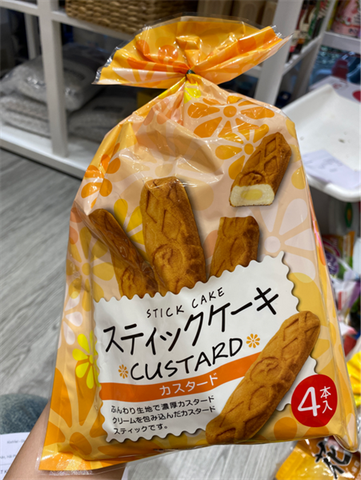 STICK CAKE
スティックケーキ
CUSTARD
カスタード
ふんわり生地で濃厚カスタード
クリームを包み込んだカスタード
スティックです。
4本入